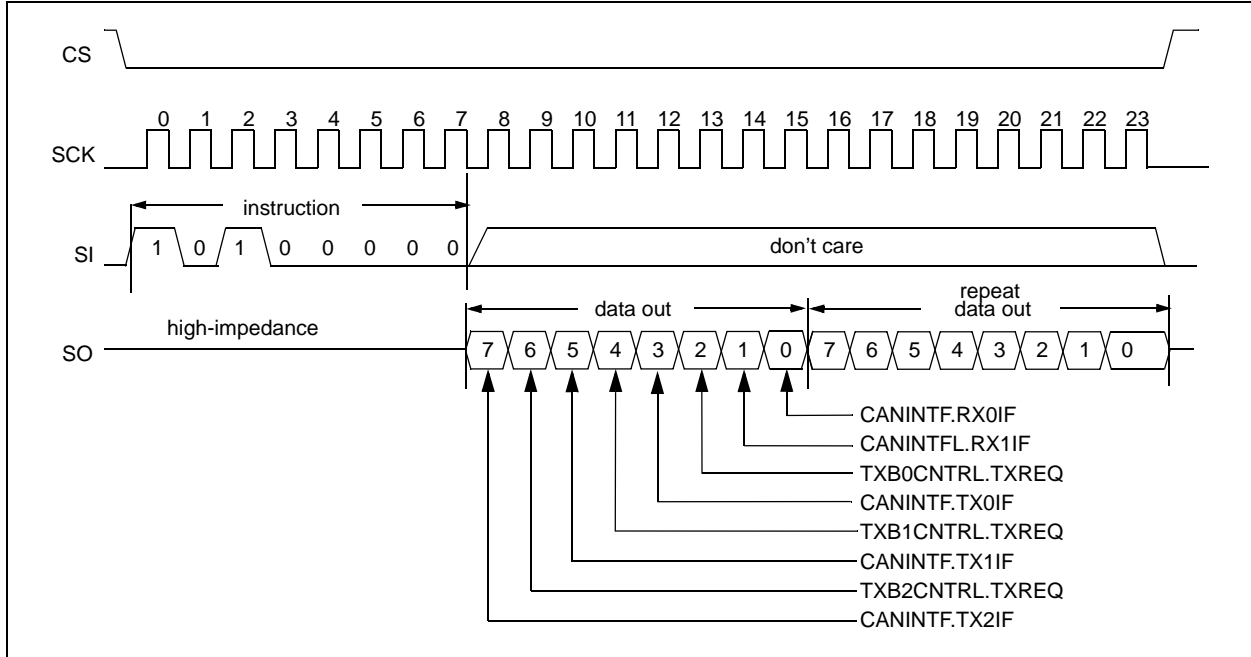 CS
0 1 2 3 4 5 6 7 8 9 10 11 12 13 14 15 16 17 18 19 20 21 22 23
SCK
instruction
SI 1 0 1 0 0 0 0 0 don't care
repeat
data out data out
high-impedance
SO 7 6 5 4 3 2 1 0 7 6 5 4 3 2 1 0
CANINTF.RX0IF
CANINTFL.RX1IF
TXB0CNTRL.TXREQ
CANINTF.TX0IF
TXB1CNTRL.TXREQ
CANINTF.TX1IF
TXB2CNTRL.TXREQ
CANINTF.TX2IF